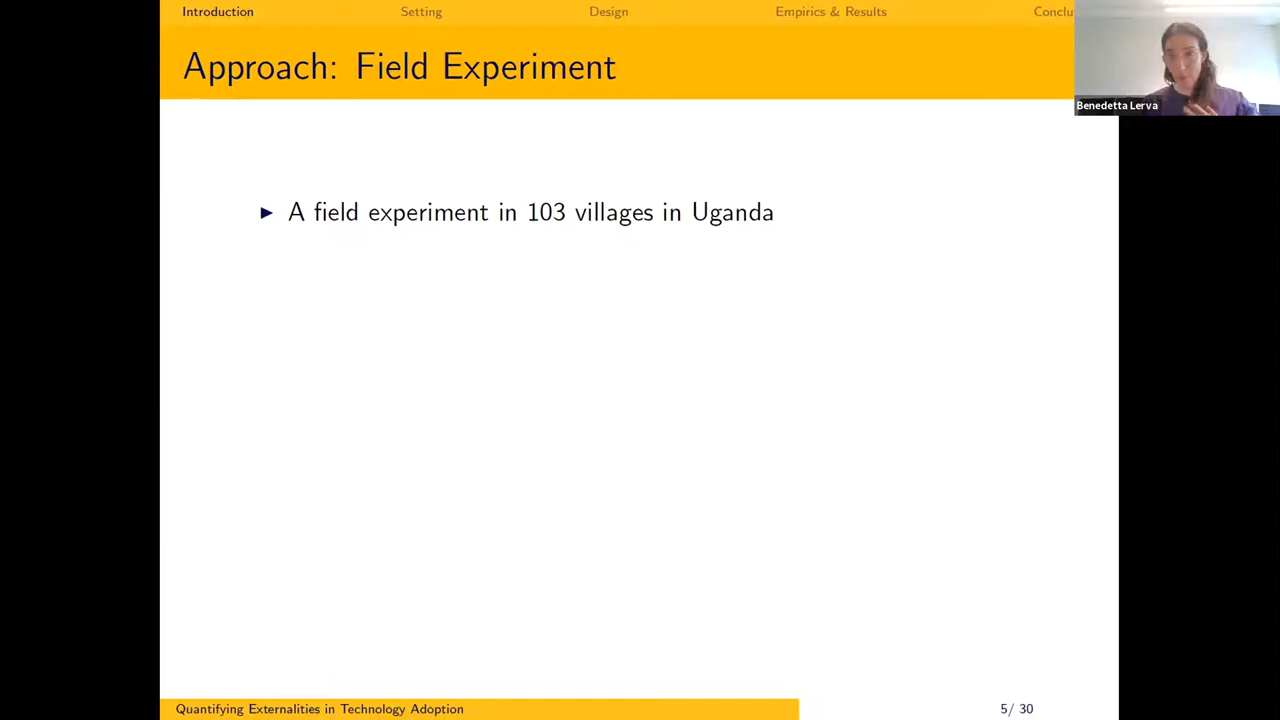 Introduction Setting Design Empirics & Results Conclu
Approach: Field Experiment
Benedetta Lerva
▶ A field experiment in 103 villages in Uganda
Quantifying Externalities in Technology Adoption 5/ 30